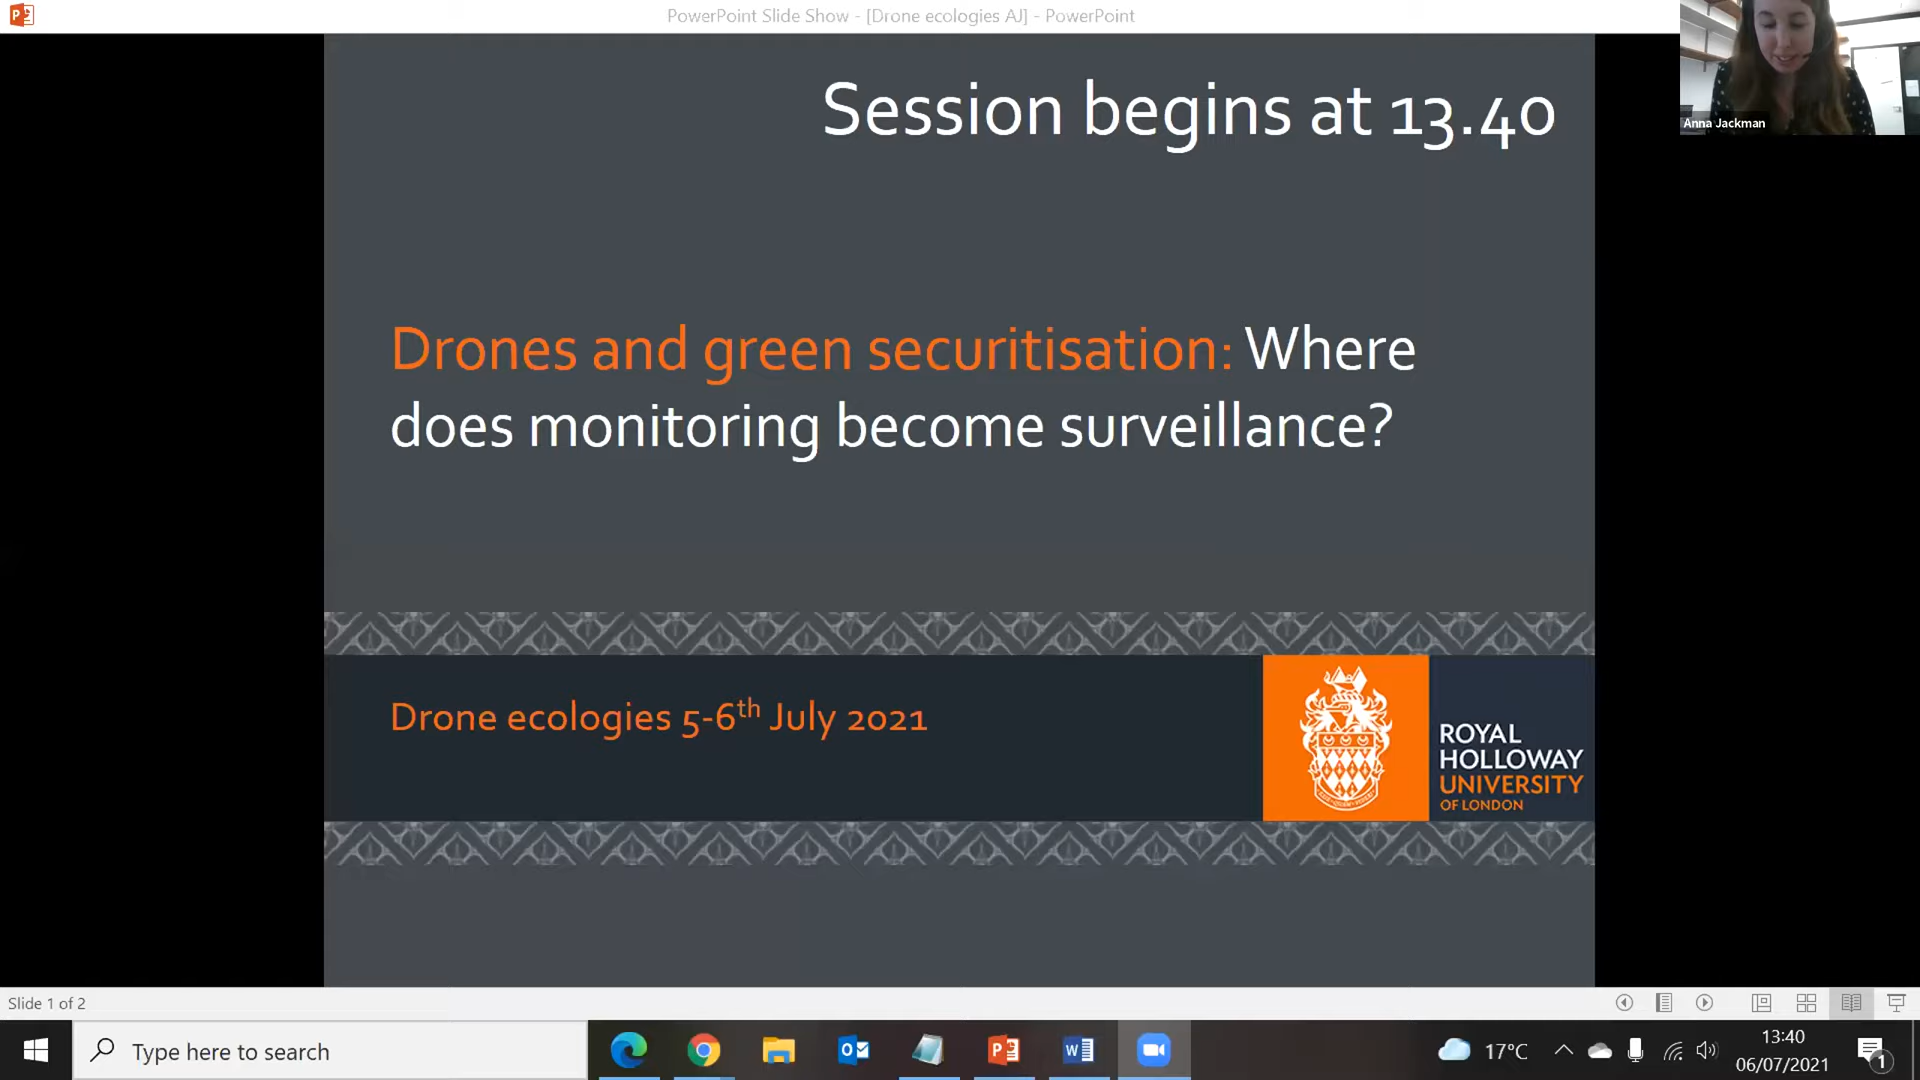 PowerPoint Slide Show - [Drone ecologies AJ] - PowerPoint
Anna Jackman
Session begins at 13.40
Drones and green securitisation: Where
does monitoring become surveillance?
Drone ecologies 5-6th July 2021
ROYAL
HOLLOWAY
UNIVERSITY
OF LONDON
Slide 1 of 2
Type here to search
17°C
13:40
06/07/2021
1